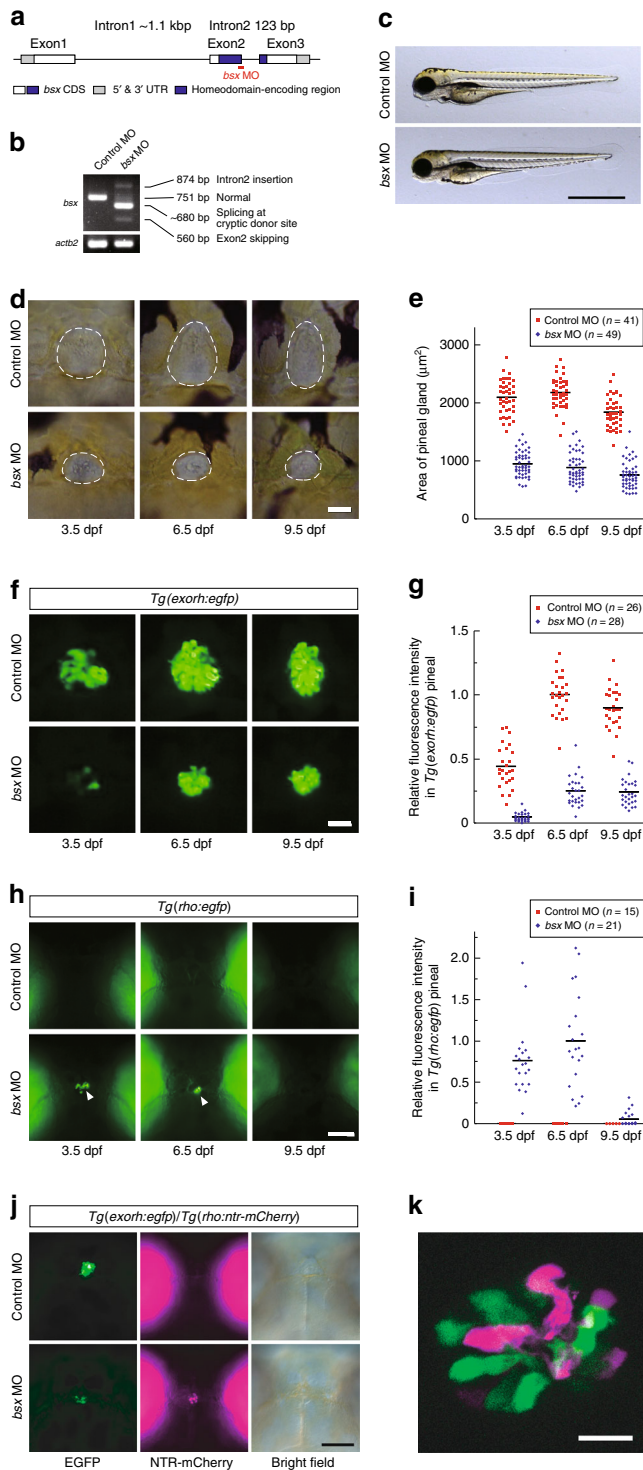 a
Intron1 ~1.1 kbp Intron2 123 bp
Exon1 Exon2 Exon3
bsx MO
bsx CDS 5′ & 3′ UTR Homeodomain-encoding region
b
Control MO
bsx MO
bsx
874 bp Intron2 insertion
751 bp Normal
~680 bp Splicing at cryptic donor site
560 bp Exon2 skipping
actb2
c
Control MO
bsx MO
d
Control MO
bsx MO
3.5 dpf 6.5 dpf 9.5 dpf
e
Control MO (n = 41)
bsx MO (n = 49)
Area of pineal gland (μm²)
3000
2000
1000
0
3.5 dpf 6.5 dpf 9.5 dpf
f
Tg(exorh:egfp)
Control MO
bsx MO
3.5 dpf 6.5 dpf 9.5 dpf
g
Control MO (n = 26)
bsx MO (n = 28)
Relative fluorescence intensity
in Tg(exorh:egfp) pineal
1.5
1.0
0.5
0
3.5 dpf 6.5 dpf 9.5 dpf
h
Tg(rho:egfp)
Control MO
bsx MO
3.5 dpf 6.5 dpf 9.5 dpf
i
Control MO (n = 15)
bsx MO (n = 21)
Relative fluorescence intensity
in Tg(rho:egfp) pineal
2.0
1.5
1.0
0.5
0
3.5 dpf 6.5 dpf 9.5 dpf
j
Tg(exorh:egfp)/Tg(rho:ntr-mCherry)
Control MO
bsx MO
EGFP NTR-mCherry Bright field
k